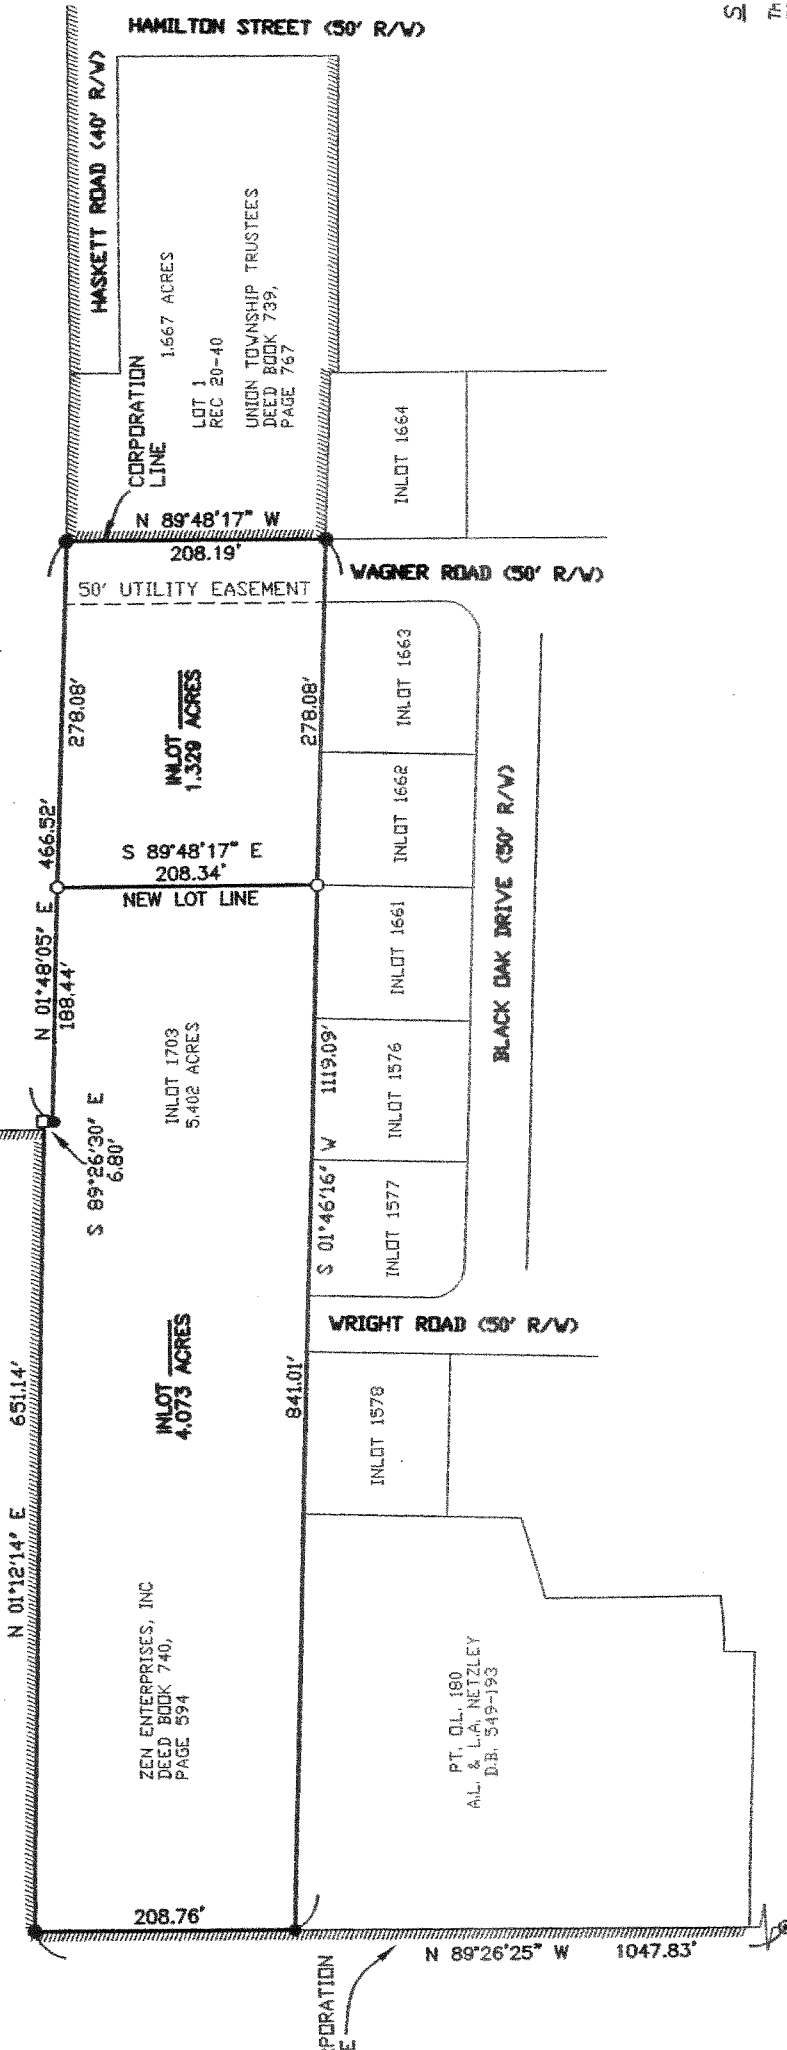 HAMILTON STREET (50' R/W)
HASKETT ROAD (40' R/W)
1.667 ACRES
LOT 1
REC 20-40
UNION TOWNSHIP TRUSTEES
DEED BOOK 739,
PAGE 767
CORPORATION
LINE
INLOT 1664
N 89°48'17" W
208.19'
WAGNER ROAD (50' R/W)
50' UTILITY EASEMENT
278.08'
INLOT
1.329 ACRES
278.08'
INLOT 1663
INLOT 1662
BLACK OAK DRIVE (50' R/W)
N 01°48'05" E 466.52'
188.44'
S 89°48'17" E
208.34'
NEW LOT LINE
INLOT 1661
INLOT 1703
5.402 ACRES
S 01°46'16" W 1119.09'
INLOT 1576
S 89°26'30" E
6.80'
INLOT 1577
WRIGHT ROAD (50' R/W)
N 01°12'14" E 651.14'
INLOT
4.073 ACRES
841.01'
INLOT 1578
ZEN ENTERPRISES, INC
DEED BOOK 740,
PAGE 594
PT. O.L. 180
A.L. & L.A. NETZLEY
D.B. 549-193
208.76'
N 89°26'25" W 1047.83'
PORATION
E
S
TH